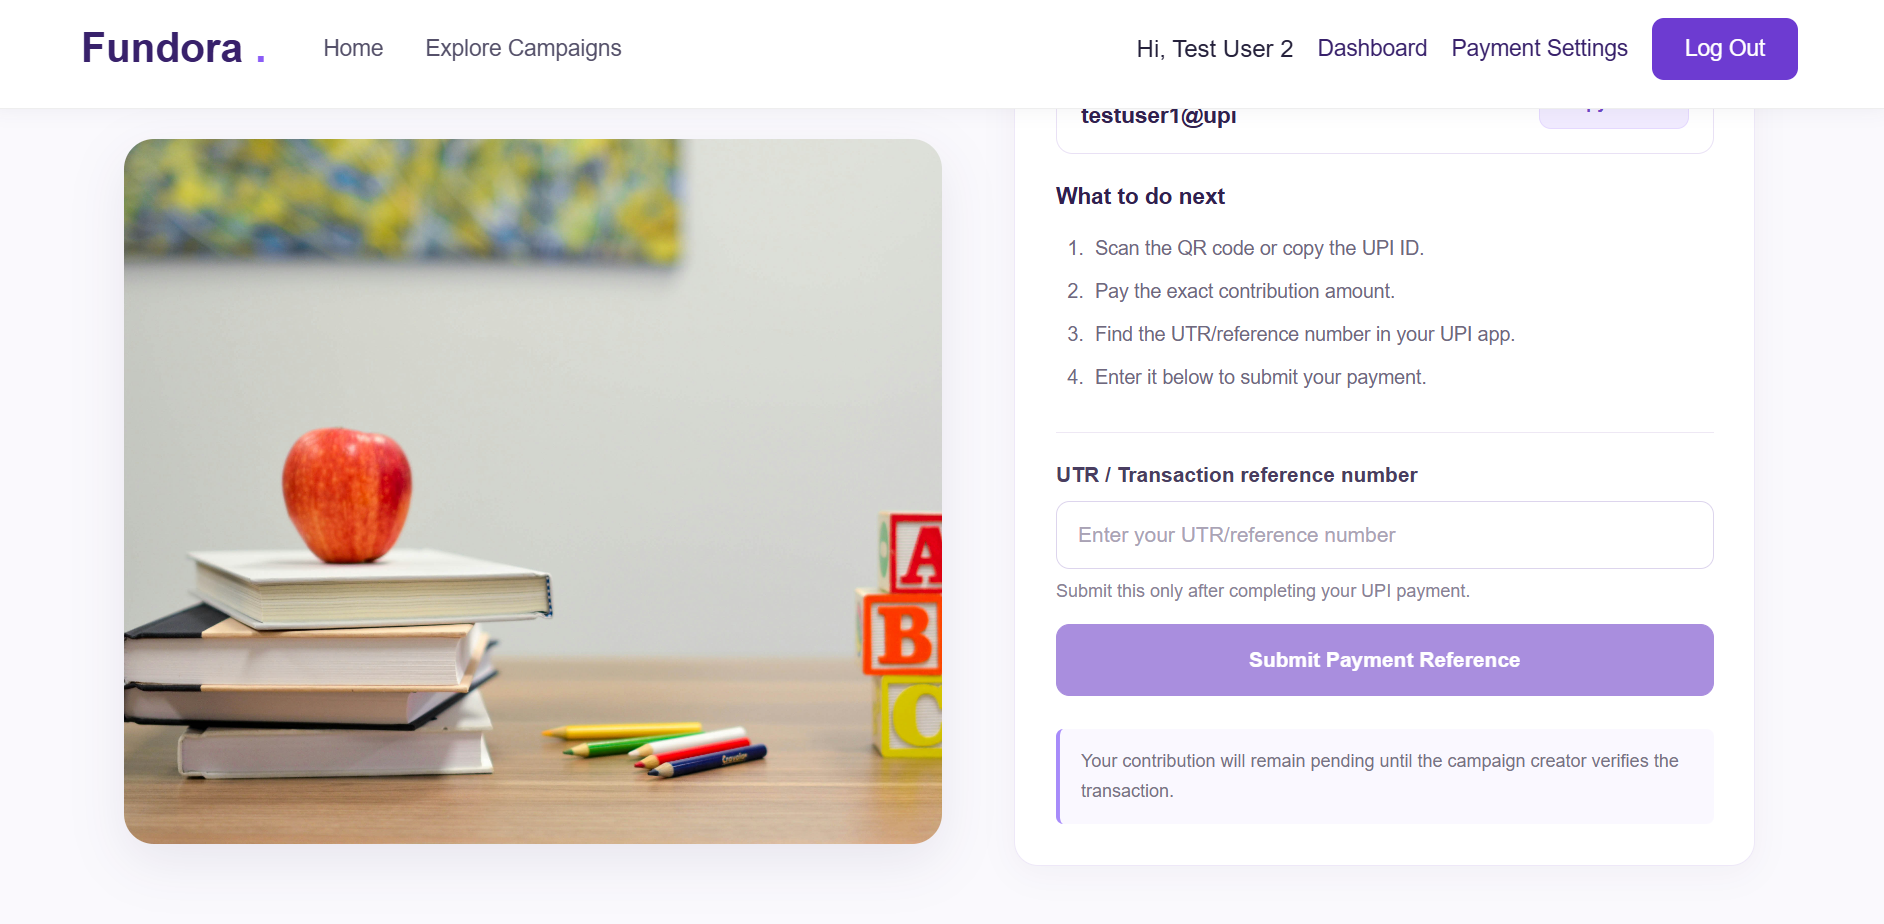 Fundora .
Home
Explore Campaigns
Hi, Test User 2
Dashboard
Payment Settings
Log Out
testuser1@upi
What to do next
1. Scan the QR code or copy the UPI ID.
2. Pay the exact contribution amount.
3. Find the UTR/reference number in your UPI app.
4. Enter it below to submit your payment.
UTR / Transaction reference number
Enter your UTR/reference number
Submit this only after completing your UPI payment.
Submit Payment Reference
Your contribution will remain pending until the campaign creator verifies the
transaction.
A
B
C